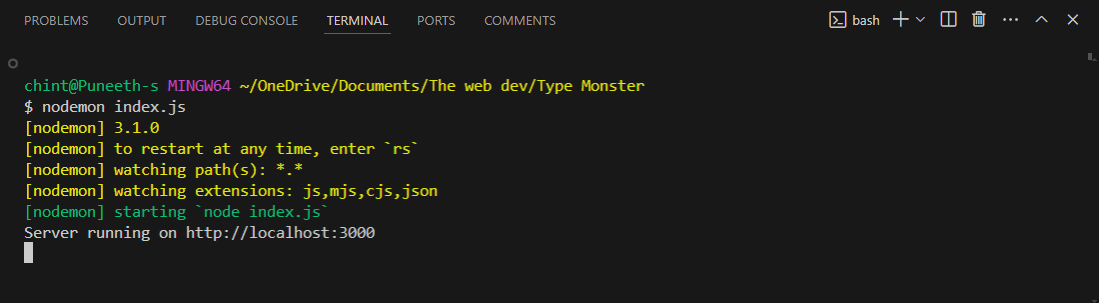 PROBLEMS OUTPUT DEBUG CONSOLE TERMINAL PORTS COMMENTS bash
chint@Puneeth-s MINGW64 ~/OneDrive/Documents/The web dev/Type Monster
$ nodemon index.js
[nodemon] 3.1.0
[nodemon] to restart at any time, enter `rs`
[nodemon] watching path(s): *.*
[nodemon] watching extensions: js,mjs,cjs,json
[nodemon] starting `node index.js`
Server running on http://localhost:3000